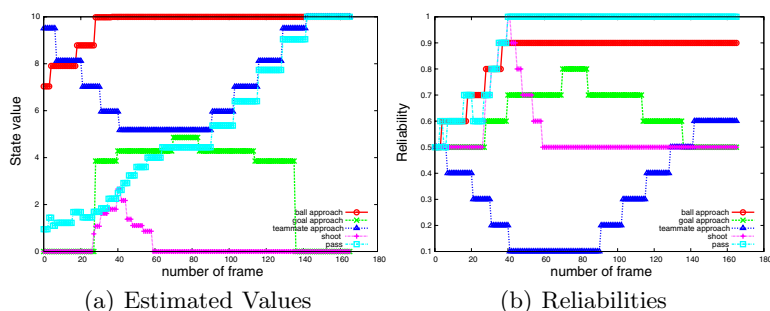 10
8
6
4
2
0
State value
0 20 40 60 80 100 120 140 160 180
number of frame
ball approach
goal approach
teammate approach
shoot
pass
(a) Estimated Values
1
0.9
0.8
0.7
0.6
0.5
0.4
0.3
0.2
0.1
Reliability
0 20 40 60 80 100 120 140 160 180
number of frame
ball approach
goal approach
teammate approach
shoot
pass
(b) Reliabilities